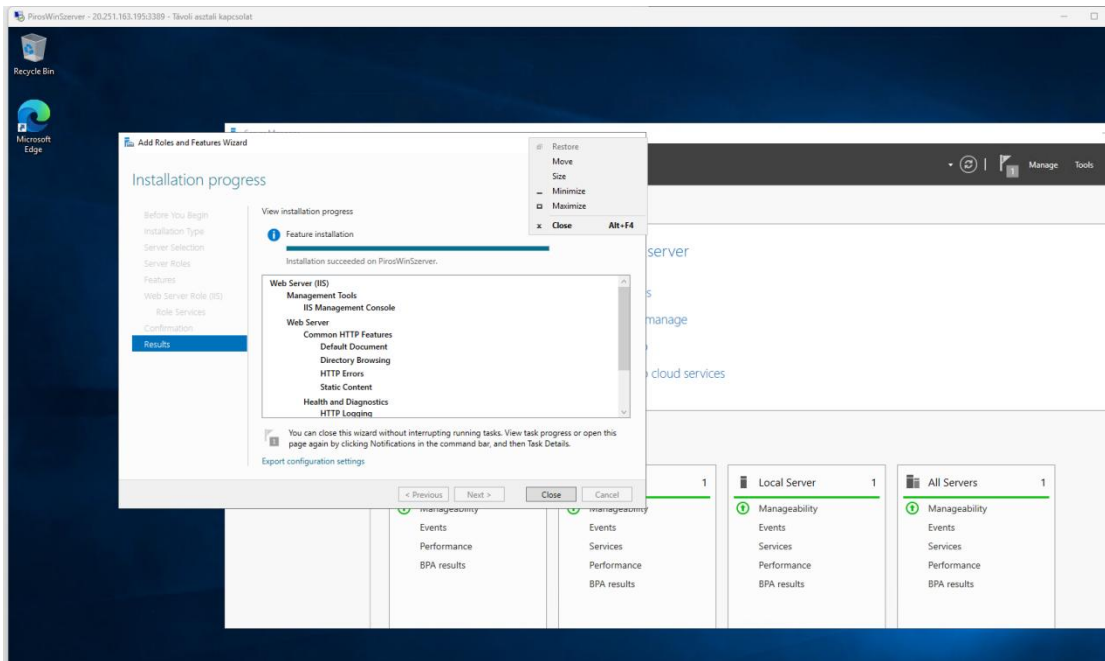 PirosWinSzerver - 20.251.163.195:3389 - Távoli asztali kapcsolat
Recycle Bin
Microsoft
Edge
Add Roles and Features Wizard
Restore
Move
Size
Minimize
Maximize
Close Alt+F4
1
Manage
Tools
Installation progress
Before You Begin
Installation Type
Server Selection
Server Roles
Features
Web Server Role (IIS)
Role Services
Confirmation
Results
View installation progress
Feature installation
Installation succeeded on PirosWinSzerver.
Web Server (IIS)
Management Tools
IIS Management Console
Web Server
Common HTTP Features
Default Document
Directory Browsing
HTTP Errors
Static Content
Health and Diagnostics
HTTP Logging
1
You can close this wizard without interrupting running tasks. View task progress or open this
page again by clicking Notifications in the command bar, and then Task Details.
Export configuration settings
< Previous
Next >
Close
Cancel
server
manage
cloud services
Manageability
Events
Performance
BPA results
1
Manageability
Events
Services
Performance
BPA results
Local Server 1
Manageability
Events
Services
Performance
BPA results
All Servers 1
Manageability
Events
Services
Performance
BPA results